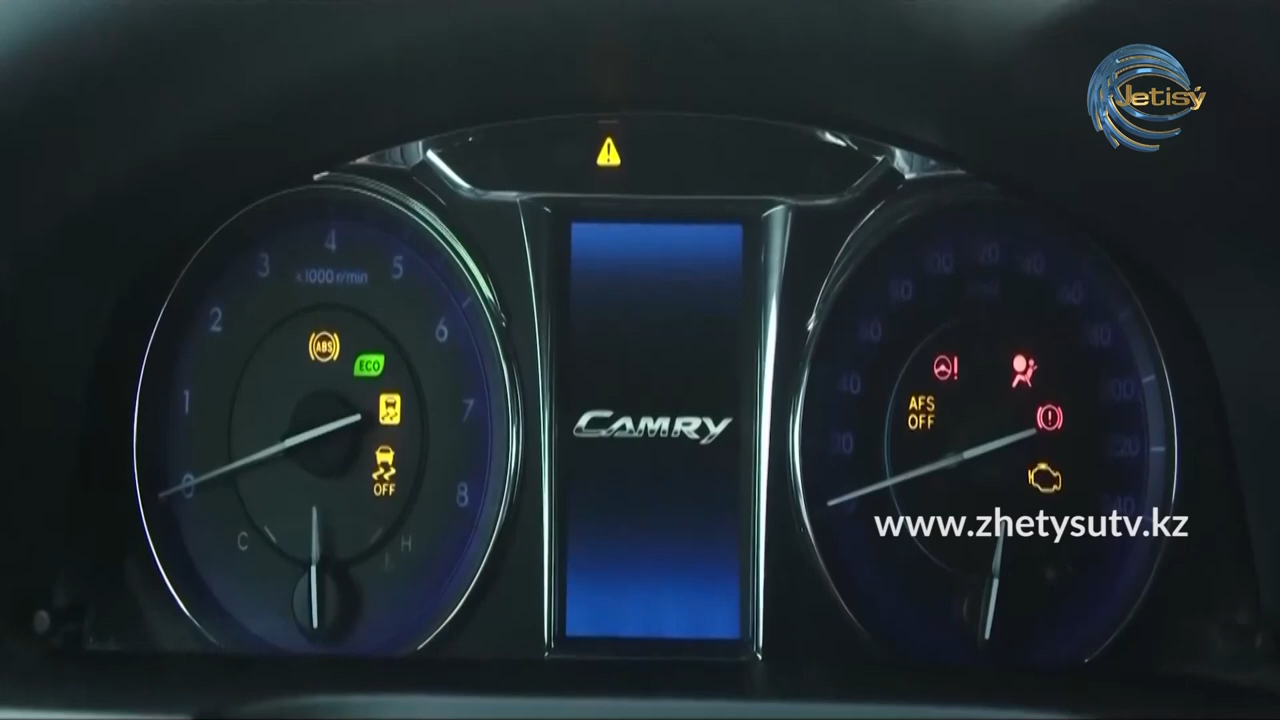 Jetisý
4
3
5
x1000 r/min
2
6
ABS
ECO
1
7
0
8
OFF
C
H
CAMRY
AFS
OFF
www.zhetysutv.kz